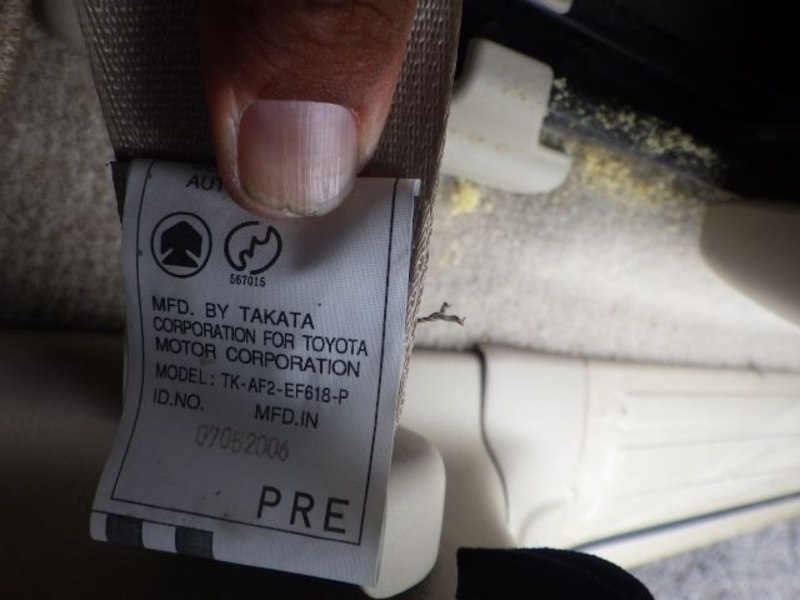 AUT
567015
MFD. BY TAKATA
CORPORATION FOR TOYOTA
MOTOR CORPORATION
MODEL: TK-AF2-EF618-P
ID.NO. MFD.IN
07052006
PRE